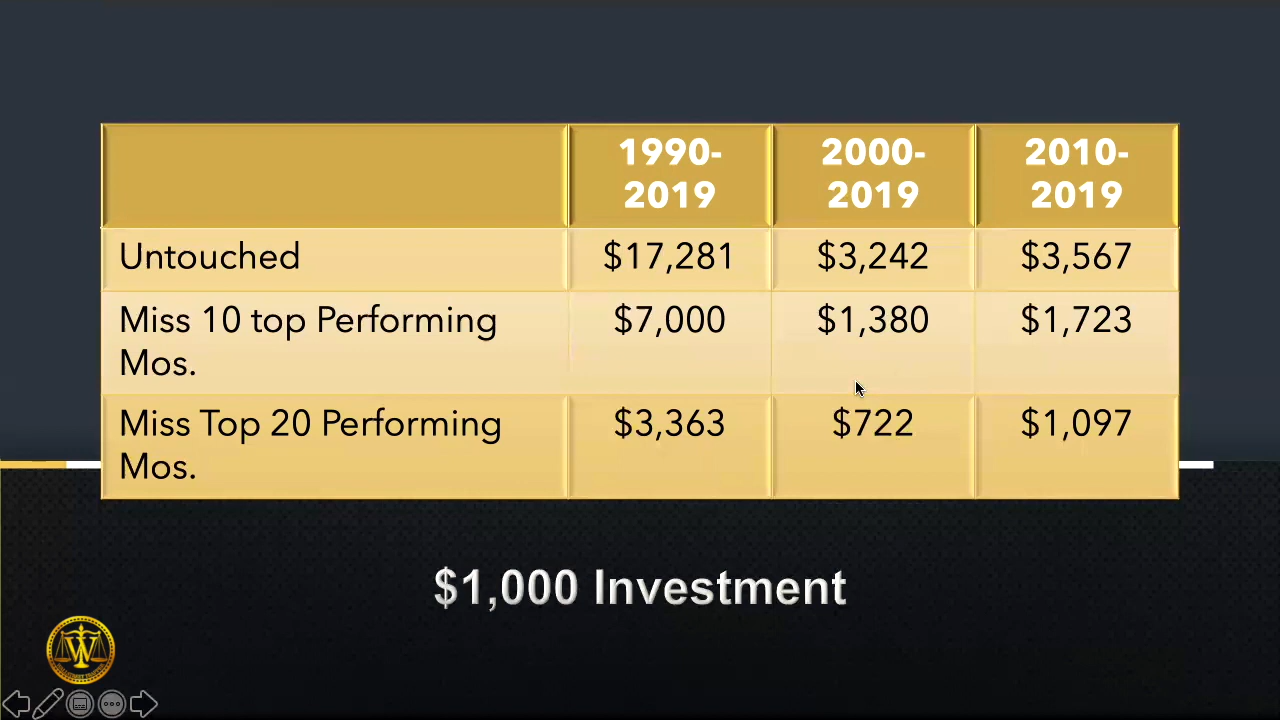 1990-
2019
2000-
2019
2010-
2019
Untouched $17,281 $3,242 $3,567
Miss 10 top Performing $7,000 $1,380 $1,723
Mos.
Miss Top 20 Performing $3,363 $722 $1,097
Mos.
$1,000 Investment
W